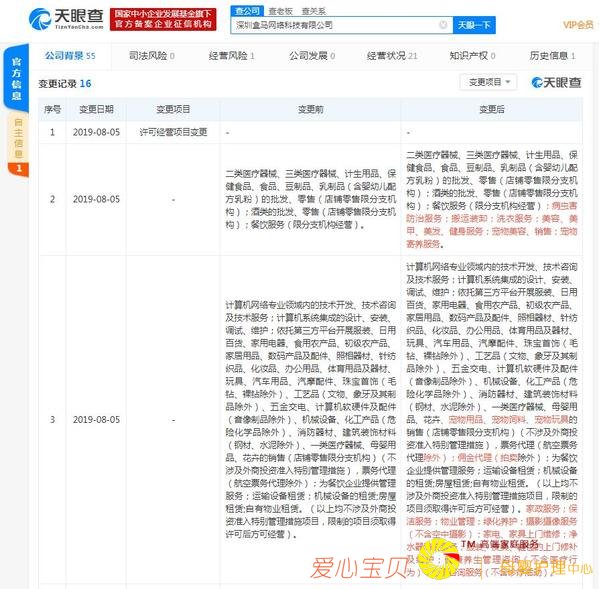 天眼查
TianYanCha.com
国家中小企业发展基金旗下
官方备案企业征信机构
查公司 查老板 查关系
深圳盒马网络科技有限公司
天眼一下
VIP会员
官方信息
自主信息
1
公司背景 55
司法风险 0
经营风险 1
公司发展 0
经营状况 21
知识产权 0
历史信息 1
变更记录 16
变更项目
天眼查
序号 变更日期 变更项目 变更前 变更后
1 2019-08-05 许可经营项目变更 - -
2 2019-08-05 -
二类医疗器械、三类医疗器械、计生用品、保
健食品、食品、豆制品、乳制品（含婴幼儿配
方乳粉）的批发、零售（店铺零售限分支机
构）；酒类的批发、零售（店铺零售限分支机
构）；餐饮服务（限分支机构经营）。
二类医疗器械、三类医疗器械、计生用品、保
健食品、食品、豆制品、乳制品（含婴幼儿配
方乳粉）的批发、零售（店铺零售限分支机
构）；酒类的批发、零售（店铺零售限分支机
构）；餐饮服务（限分支机构经营）；病虫害
防治服务；搬运装卸；洗衣服务；美容、美
甲、美发、健身服务；宠物美容、销售；宠物
寄养服务。
3 2019-08-05 -
计算机网络专业领域内的技术开发、技术咨询
及技术服务；计算机系统集成的设计、安装、
调试、维护；依托第三方平台开展服装、日用
百货、家用电器、食用农产品、初级农产品、
家居用品、数码产品及配件、照相器材、针纺
织品、化妆品、办公用品、体育用品及器材、
玩具、汽车用品、汽摩配件、珠宝首饰（毛
钻、裸钻除外）、工艺品（文物、象牙及其制
品除外）、五金交电、计算机软硬件及配件
（音像制品除外）、机械设备、化工产品（危
险化学品除外）、消防器材、建筑装饰材料
（钢材、水泥除外）、一类医疗器械、母婴用
品、花卉的销售（店铺零售限分支机构）（不
涉及外商投资准入特别管理措施），票务代理
（航空票务代理除外）；为餐饮企业提供管理
服务；运输设备租赁；机械设备的租赁;房屋
租赁;自有物业租赁。（以上均不涉及外商投
资准入特别管理措施项目，限制的项目须取得
许可后方可经营）。
计算机网络专业领域内的技术开发、技术咨询
及技术服务；计算机系统集成的设计、安装、
调试、维护；依托第三方平台开展服装、日用
百货、家用电器、食用农产品、初级农产品、
家居用品、数码产品及配件、照相器材、针纺
织品、化妆品、办公用品、体育用品及器材、
玩具、汽车用品、汽摩配件、珠宝首饰（毛
钻、裸钻除外）、工艺品（文物、象牙及其制
品除外）、五金交电、计算机软硬件及配件
（音像制品除外）、机械设备、化工产品（危
险化学品除外）、消防器材、建筑装饰材料
（钢材、水泥除外）、一类医疗器械、母婴用
品、花卉、宠物用品、宠物饲料、宠物玩具的
销售（店铺零售限分支机构）（不涉及外商投
资准入特别管理措施），票务代理（航空票务
代理除外）；佣金代理（拍卖除外）；为餐饮
企业提供管理服务；运输设备租赁；机械设备
的租赁;房屋租赁;自有物业租赁。（以上均不
涉及外商投资准入特别管理措施项目，限制的
项目须取得许可后方可经营）。家政服务；保
洁服务；物业管理；绿化养护；摄影摄像服务
（不含空中摄影）；家电、家具上门维修；净
爱心宝贝
TM 高端家庭服务
母婴护理中心